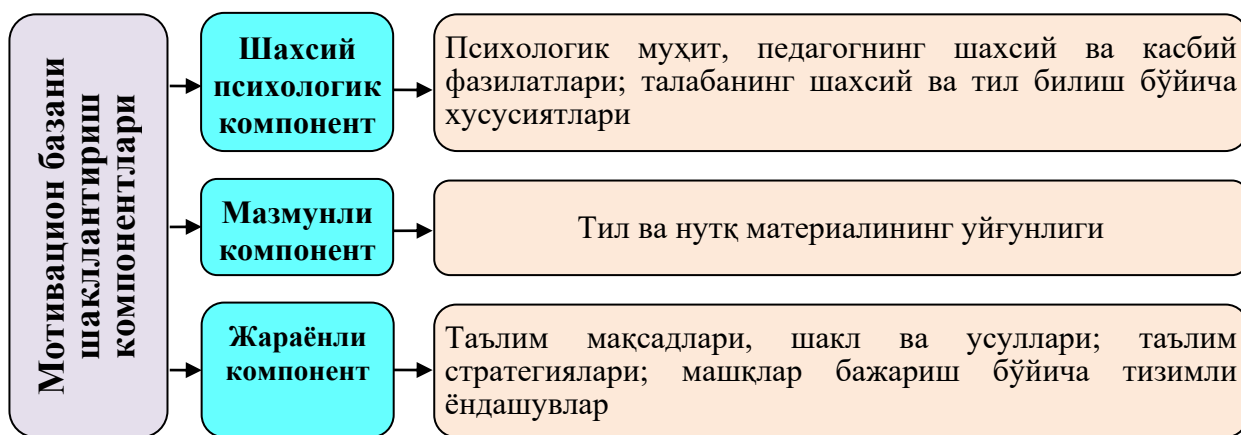 Мотивацион базани
шакллантириш
компонентлари
Шахсий
психологик
компонент
Психологик муҳит, педагогнинг шахсий ва касбий
фазилатлари; талабанинг шахсий ва тил билиш бўйича
хусусиятлари
Мазмунли
компонент
Тил ва нутқ материалининг уйғунлиги
Жараёнли
компонент
Таълим мақсадлари, шакл ва усуллари; таълим
стратегиялари; машқлар бажариш бўйича тизимли
ёндашувлар